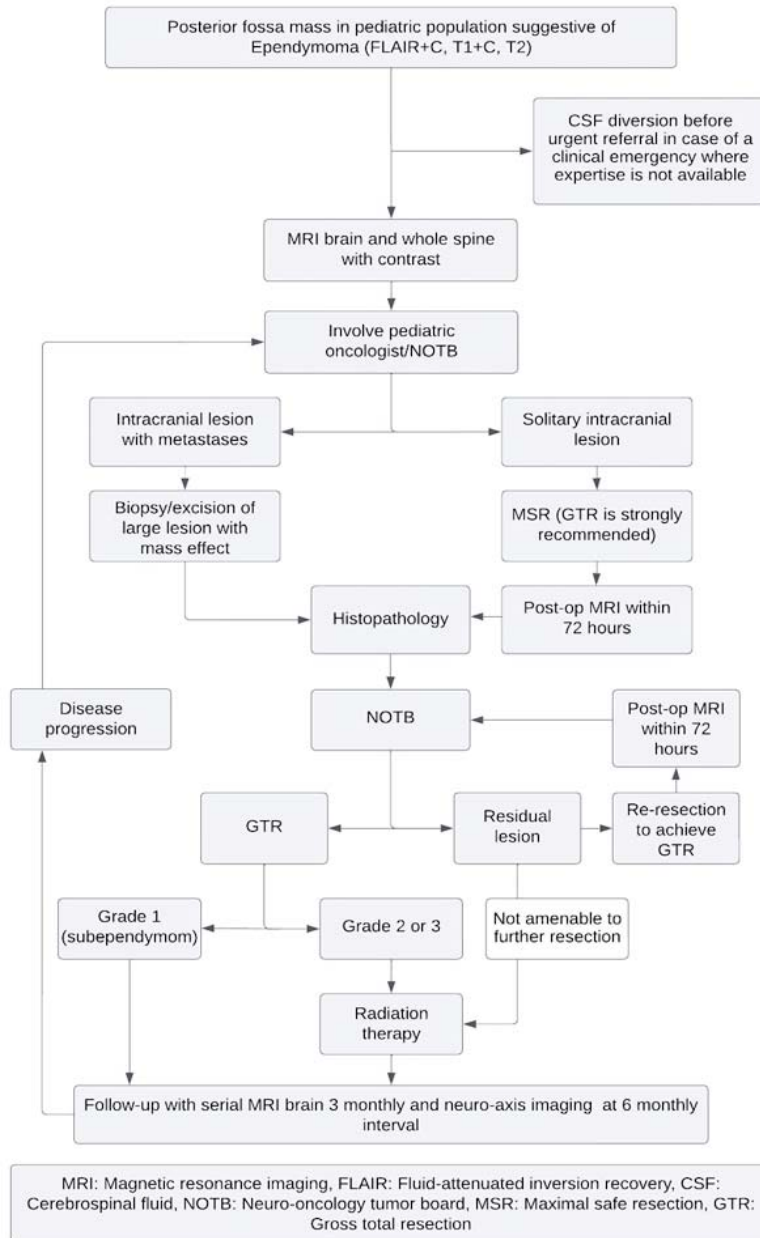 Posterior fossa mass in pediatric population suggestive of
Ependymoma (FLAIR+C, T1+C, T2)
CSF diversion before
urgent referral in case of a
clinical emergency where
expertise is not available
MRI brain and whole spine
with contrast
Involve pediatric
oncologist/NOTB
Intracranial lesion
with metastases
Solitary intracranial
lesion
Biopsy/excision of
large lesion with
mass effect
MSR (GTR is strongly
recommended)
Histopathology
Post-op MRI within
72 hours
Disease
progression
NOTB
Post-op MRI
within 72
hours
GTR
Residual
lesion
Re-resection
to achieve
GTR
Grade 1
(subependymom)
Grade 2 or 3
Not amenable to
further resection
Radiation
therapy
Follow-up with serial MRI brain 3 monthly and neuro-axis imaging at 6 monthly
interval
MRI: Magnetic resonance imaging, FLAIR: Fluid-attenuated inversion recovery, CSF:
Cerebrospinal fluid, NOTB: Neuro-oncology tumor board, MSR: Maximal safe resection, GTR:
Gross total resection